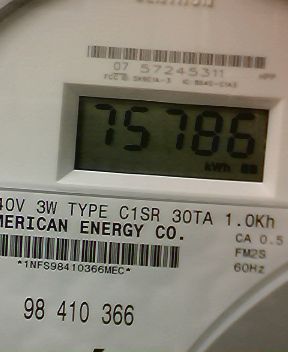 07 57245311
75786
kWh
40V 3W TYPE C1SR 30TA 1.0Kh
MERICAN ENERGY CO.
CA 0.5
FM2S
60Hz
*1NFS98410366MEC*
98 410 366